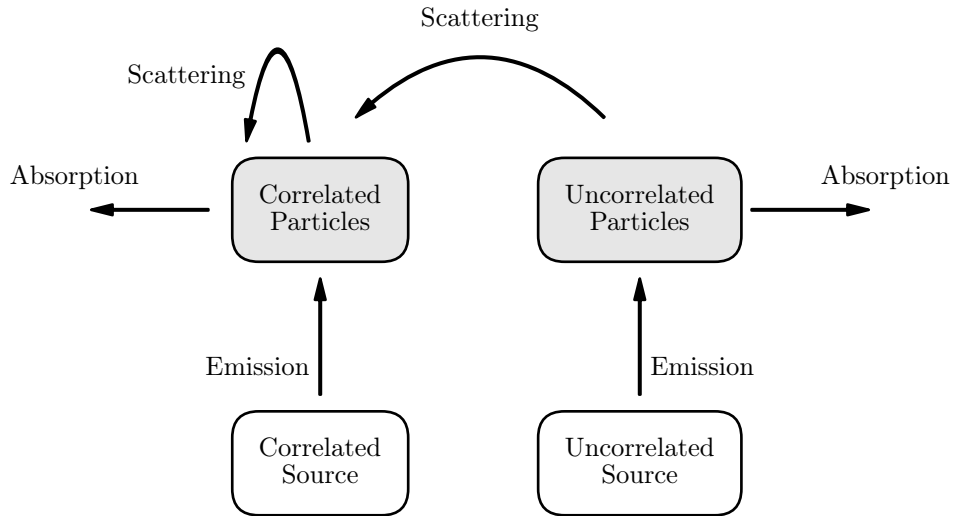 Scattering
Scattering
Absorption
Absorption
Correlated
Particles
Uncorrelated
Particles
Emission
Emission
Correlated
Source
Uncorrelated
Source